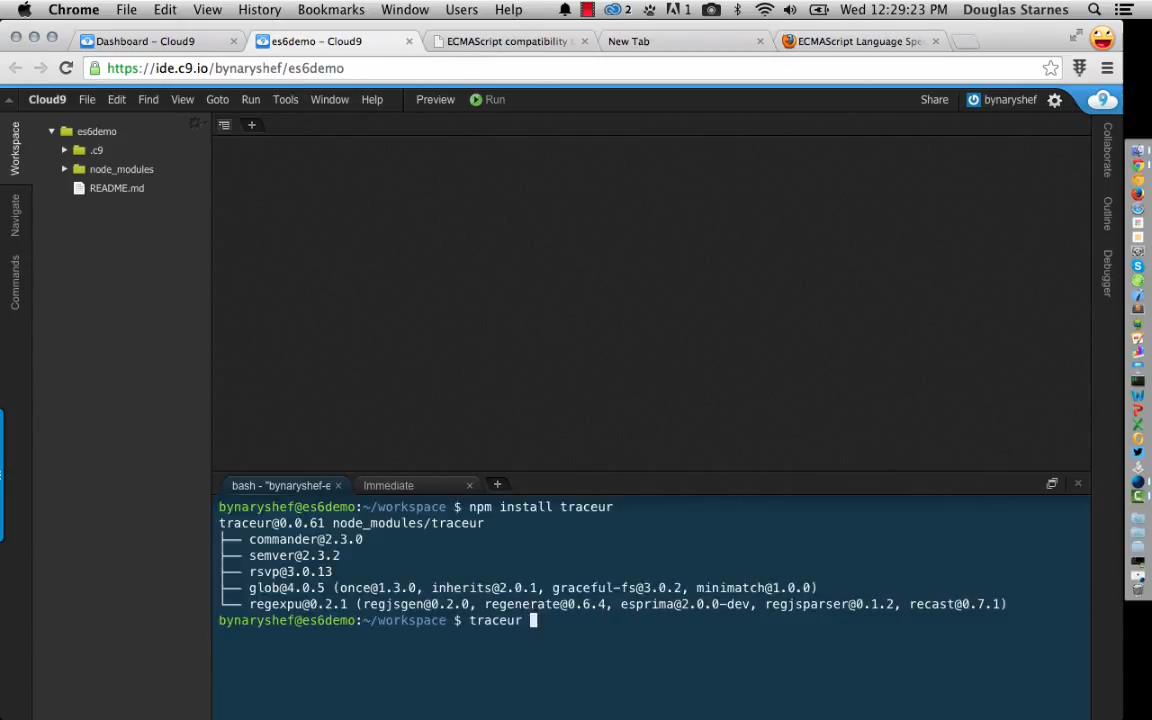 Chrome File Edit View History Bookmarks Window Users Help 2 1 Wed 12:29:23 PM Douglas Starnes
Dashboard – Cloud9 × es6demo – Cloud9 × ECMAScript compatibility × New Tab × ECMAScript Language Spe ×
https://ide.c9.io/bynaryshef/es6demo
Cloud9 File Edit Find View Goto Run Tools Window Help Preview Run Share bynaryshef 9
Workspace
Navigate
Commands
es6demo
.c9
node_modules
README.md
Collaborate
Outline
Debugger
bash - "bynaryshef-e × Immediate ×
bynaryshef@es6demo:~/workspace $ npm install traceur
traceur@0.0.61 node_modules/traceur
├── commander@2.3.0
├── semver@2.3.2
├── rsvp@3.0.13
├── glob@4.0.5 (once@1.3.0, inherits@2.0.1, graceful-fs@3.0.2, minimatch@1.0.0)
└── regexpu@0.2.1 (regjsgen@0.2.0, regenerate@0.6.4, esprima@2.0.0-dev, regjsparser@0.1.2, recast@0.7.1)
bynaryshef@es6demo:~/workspace $ traceur